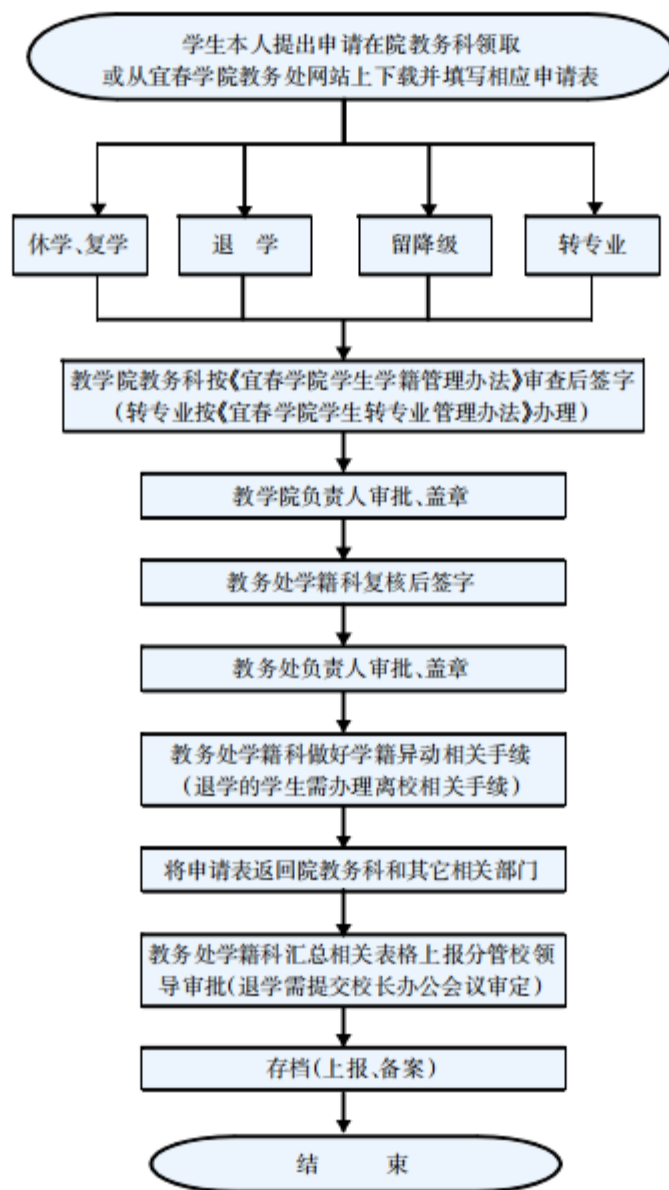 学生本人提出申请在院教务科领取
或从宜春学院教务处网站上下载并填写相应申请表
休学、复学
退 学
留降级
转专业
教学院教务科按《宜春学院学生学籍管理办法》审查后签字
(转专业按《宜春学院学生转专业管理办法》办理)
教学院负责人审批、盖章
教务处学籍科复核后签字
教务处负责人审批、盖章
教务处学籍科做好学籍异动相关手续
(退学的学生需办理离校相关手续)
将申请表返回院教务科和其它相关部门
教务处学籍科汇总相关表格上报分管校领
导审批(退学需提交校长办公会议审定)
存档(上报、备案)
结 束